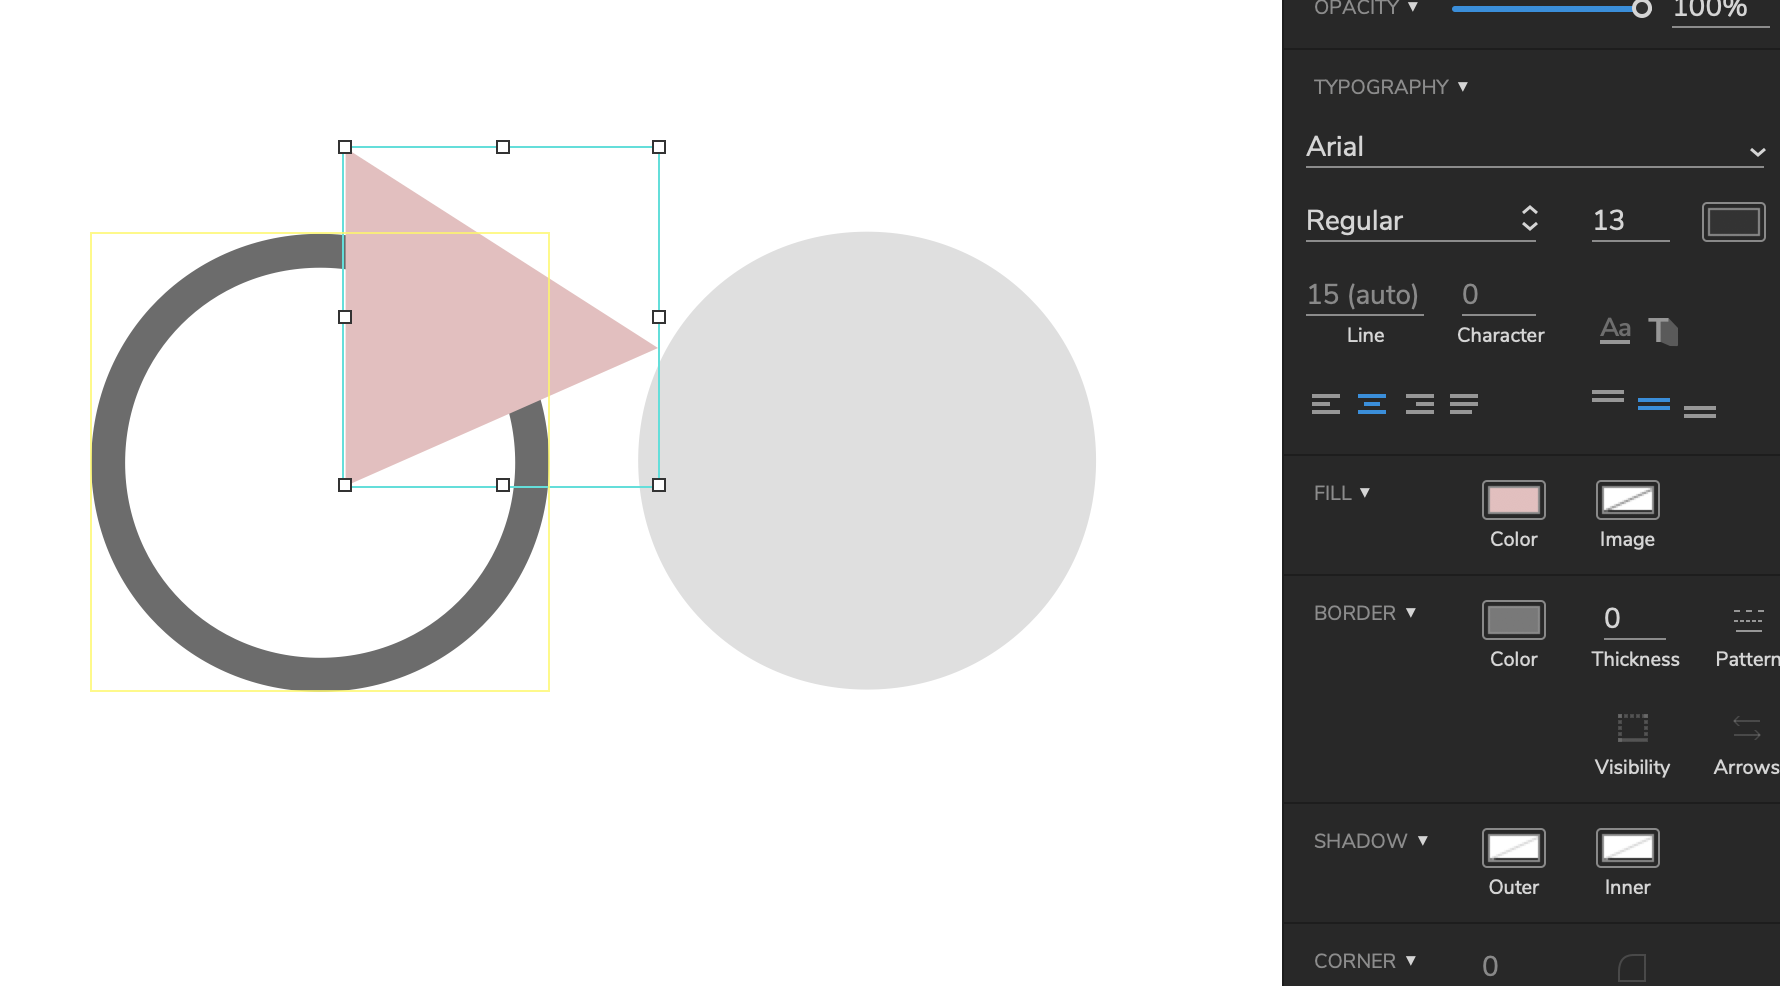 OPACITY ▼ 100%
TYPOGRAPHY ▼
Arial
Regular 13
15 (auto) 0
Line Character Aa T
FILL ▼
Color Image
BORDER ▼ 0
Color Thickness Pattern
Visibility Arrows
SHADOW ▼
Outer Inner
CORNER ▼ 0